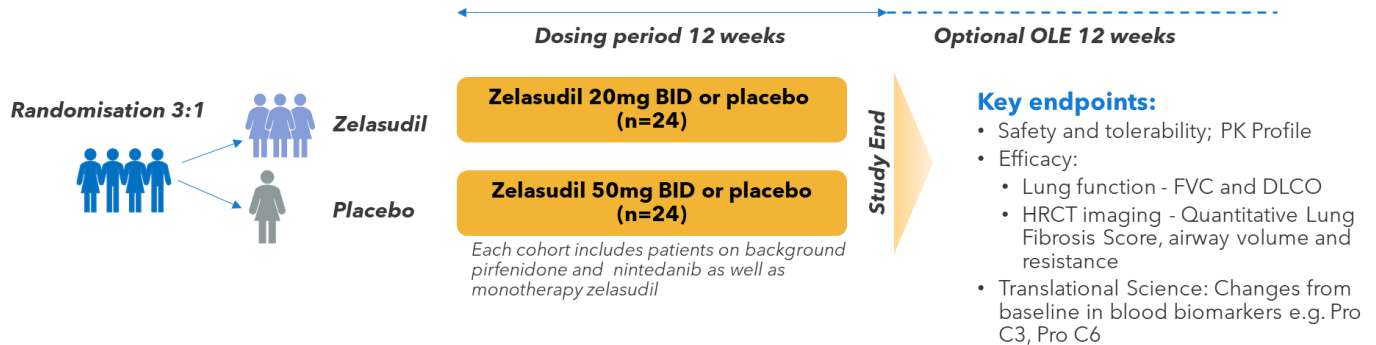 Dosing period 12 weeks
Optional OLE 12 weeks
Randomisation 3:1
Zelasudil
Placebo
Zelasudil 20mg BID or placebo
(n=24)
Zelasudil 50mg BID or placebo
(n=24)
Each cohort includes patients on background
pirfenidone and nintedanib as well as
monotherapy zelasudil
Study End
Key endpoints:
• Safety and tolerability; PK Profile
• Efficacy:
• Lung function - FVC and DLCO
• HRCT imaging - Quantitative Lung
Fibrosis Score, airway volume and
resistance
• Translational Science: Changes from
baseline in blood biomarkers e.g. Pro
C3, Pro C6